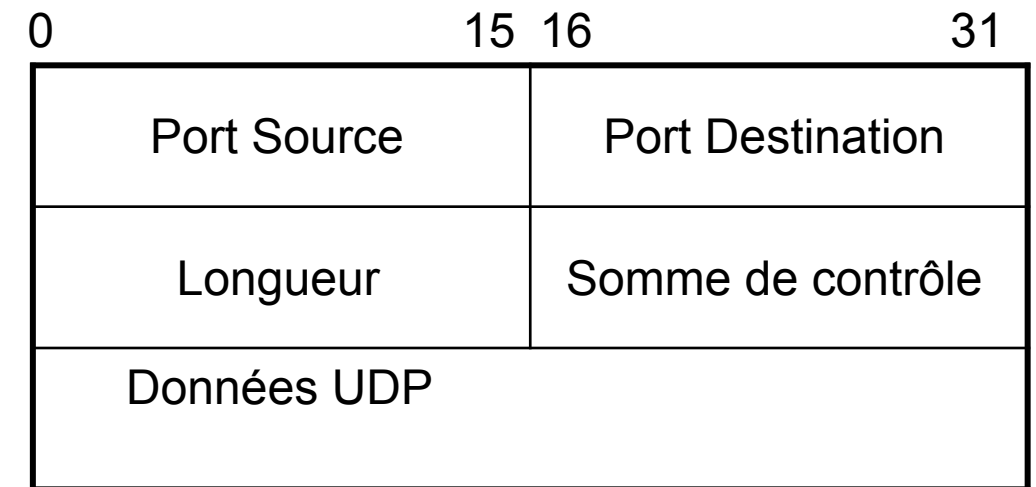 0 15 16 31
Port Source Port Destination
Longueur Somme de contrôle
Données UDP